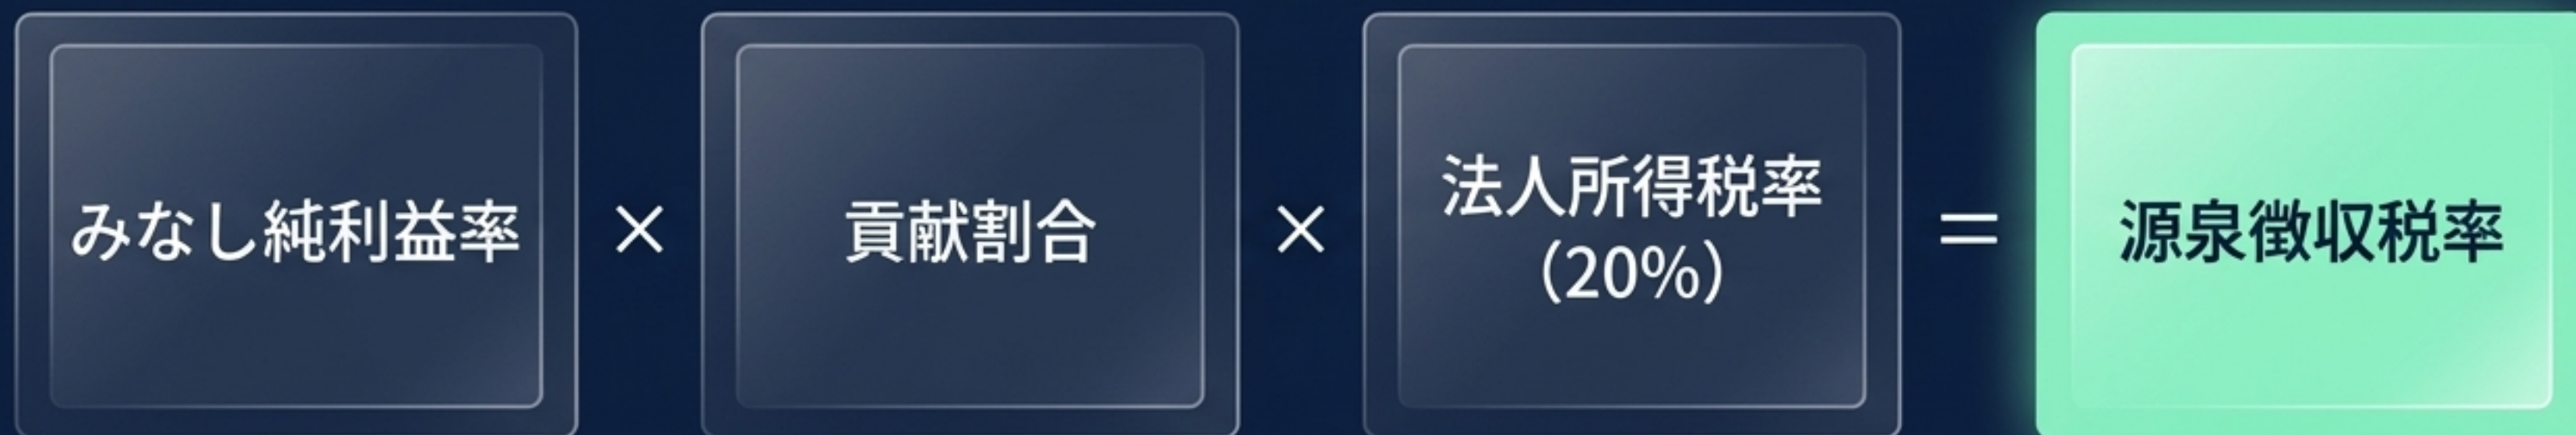 みなし純利益率 × 貢献割合 × 法人所得税率
(20%) = 源泉徴収税率